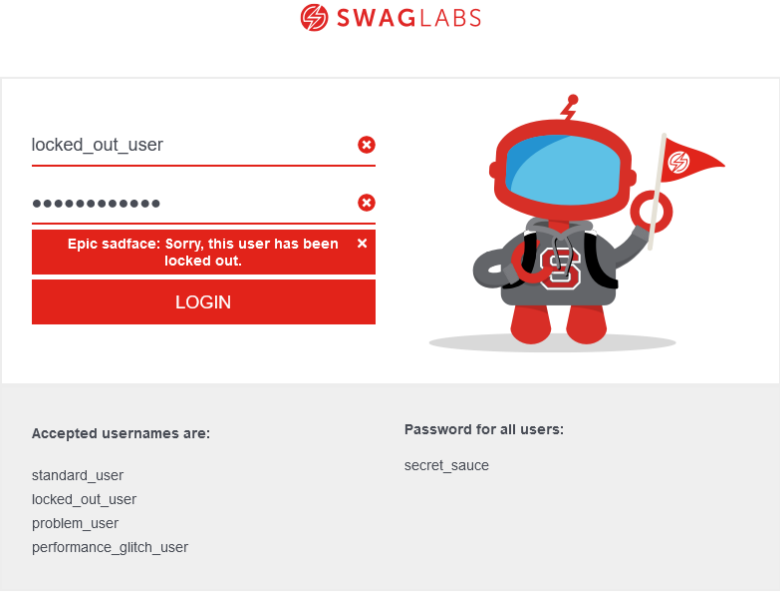 SWAGLABS
locked_out_user
••••••••••••
Epic sadface: Sorry, this user has been
locked out.
LOGIN
S
Accepted usernames are:
standard_user
locked_out_user
problem_user
performance_glitch_user
Password for all users:
secret_sauce